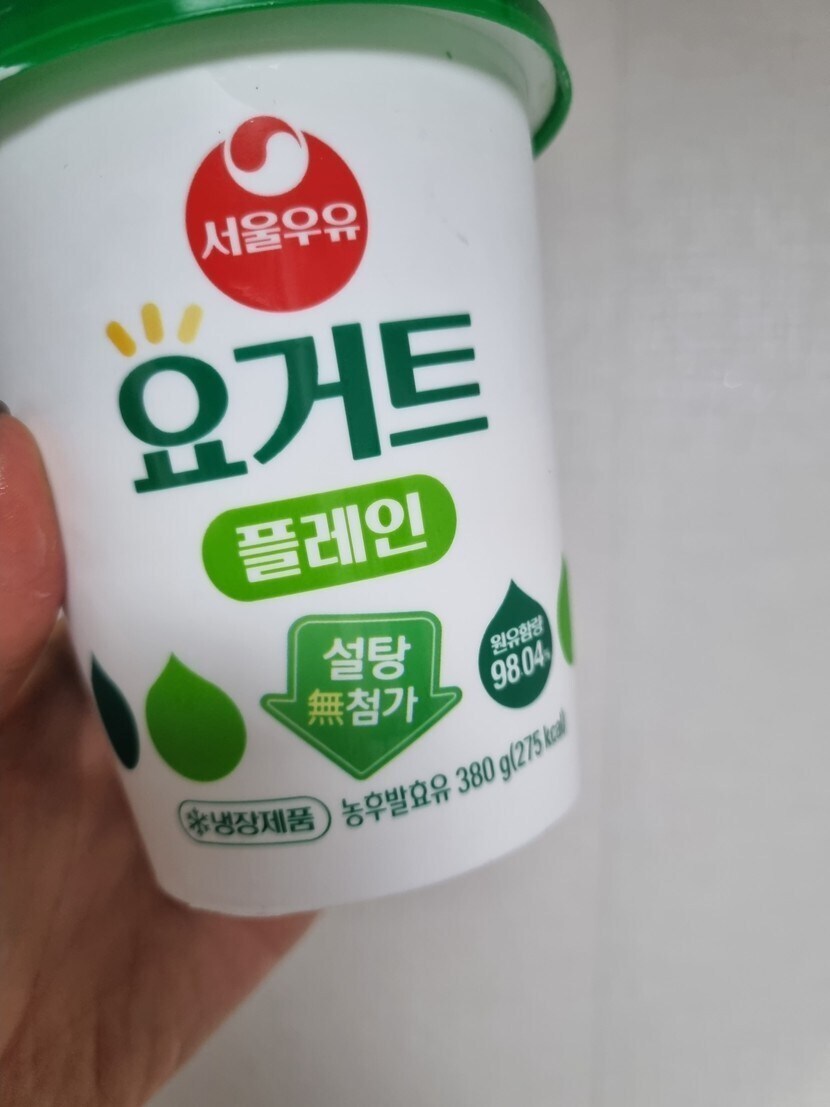 서울우유
요거트
플레인
설탕
無첨가
원유함량
98.04%
냉장제품
농후발효유 380 g(275 kcal)